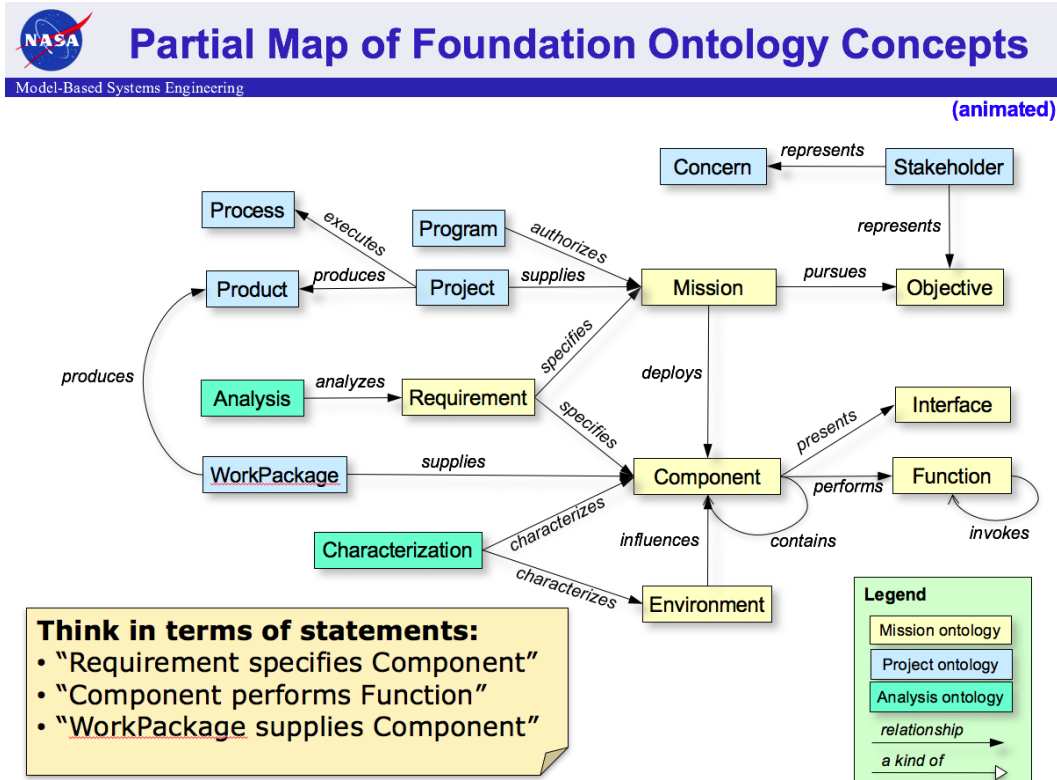 NASA
Partial Map of Foundation Ontology Concepts
Model-Based Systems Engineering
(animated)
Concern
represents
Stakeholder
Process
executes
Program
authorizes
represents
Product
produces
Project
supplies
Mission
pursues
Objective
specifies
produces
deploys
Analysis
analyzes
Requirement
Interface
specifies
presents
WorkPackage
supplies
Component
performs
Function
characterizes
influences
contains
invokes
Characterization
characterizes
Environment
Think in terms of statements:
• “Requirement specifies Component”
• “Component performs Function”
• “WorkPackage supplies Component”
Legend
Mission ontology
Project ontology
Analysis ontology
relationship
a kind of